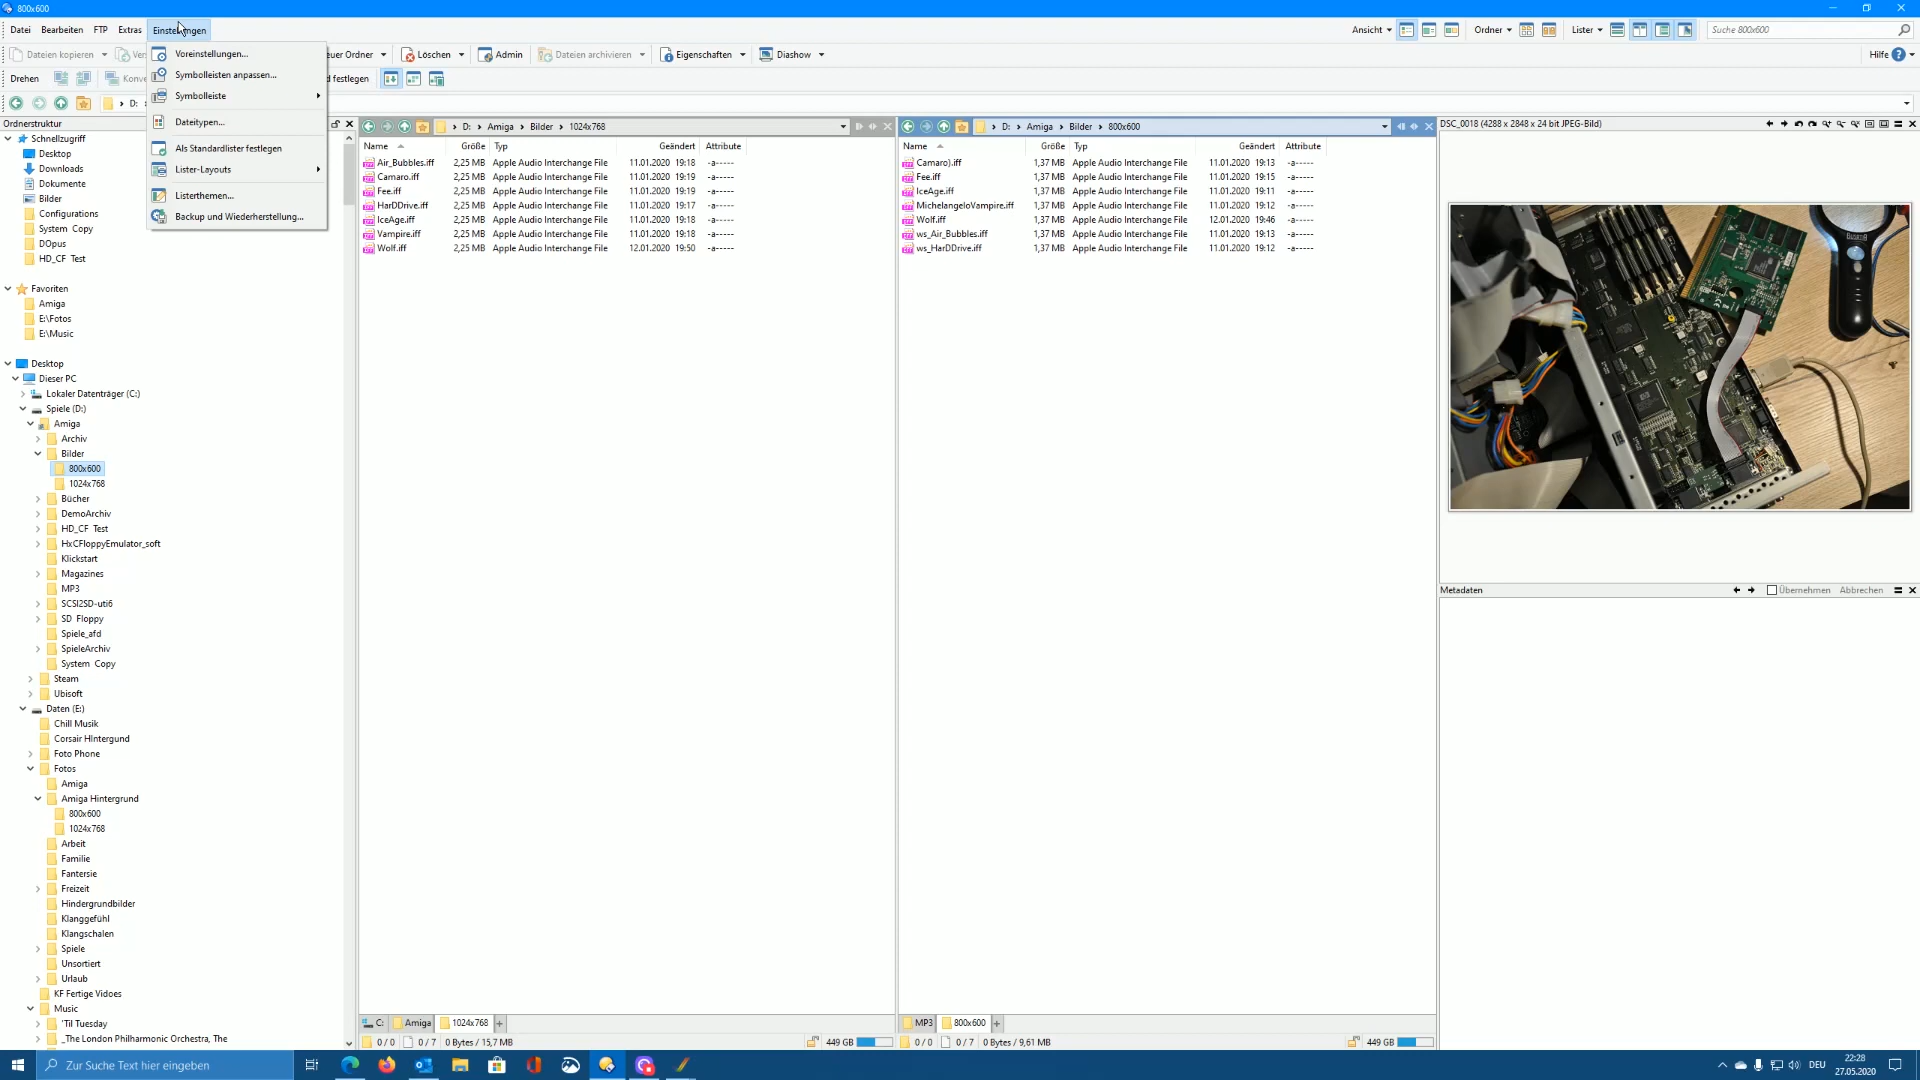 800x600
Datei Bearbeiten FTP Extras Einstellungen Ansicht Ordner Lister Suche 800x600
Dateien kopieren Ordner Löschen Admin Dateien archivieren Eigenschaften Diashow Hilfe
Drehen festlegen
D:
Voreinstellungen...
Symbolleisten anpassen...
Symbolleiste
Dateitypen...
Als Standardlister festlegen
Lister-Layouts
Listerthemen...
Backup und Wiederherstellung...
Ordnerstruktur
Schnellzugriff
Desktop
Downloads
Dokumente
Bilder
Configurations
System_Copy
DOpus
HD_CF_Test
Favoriten
Amiga
E:\Fotos
E:\Music
Desktop
Dieser PC
Lokaler Datenträger (C:)
Spiele (D:)
Amiga
Archiv
Bilder
800x600
1024x768
Bücher
DemoArchiv
HD_CF_Test
HxCFloppyEmulator_soft
Klickstart
Magazines
MP3
SCSI2SD-uti6
SD_Floppy
Spiele_afd
SpieleArchiv
System_Copy
Steam
Ubisoft
Daten (E:)
Chill Musik
Corsair HIntergund
Foto Phone
Fotos
Amiga
Amiga Hintergrund
800x600
1024x768
Arbeit
Familie
Fantersie
Freizeit
Hindergrundbilder
Klanggefühl
Klangschalen
Spiele
Unsortiert
Urlaub
KF Fertige Vidoes
Music
'Til Tuesday
_The London Philharmonic Orchestra, The
D: Amiga Bilder 1024x768
Name Größe Typ Geändert Attribute
Air_Bubbles.iff 2,25 MB Apple Audio Interchange File 11.01.2020 19:18 -a-----
Camaro.iff 2,25 MB Apple Audio Interchange File 11.01.2020 19:19 -a-----
Fee.iff 2,25 MB Apple Audio Interchange File 11.01.2020 19:19 -a-----
HarDDrive.iff 2,25 MB Apple Audio Interchange File 11.01.2020 19:17 -a-----
IceAge.iff 2,25 MB Apple Audio Interchange File 11.01.2020 19:18 -a-----
Vampire.iff 2,25 MB Apple Audio Interchange File 11.01.2020 19:18 -a-----
Wolf.iff 2,25 MB Apple Audio Interchange File 12.01.2020 19:50 -a-----
C: Amiga 1024x768
0 / 0 0 / 7 0 Bytes / 15,7 MB 449 GB
D: Amiga Bilder 800x600
Name Größe Typ Geändert Attribute
Camaro).iff 1,37 MB Apple Audio Interchange File 11.01.2020 19:13 -a-----
Fee.iff 1,37 MB Apple Audio Interchange File 11.01.2020 19:15 -a-----
IceAge.iff 1,37 MB Apple Audio Interchange File 11.01.2020 19:11 -a-----
MichelangeloVampire.iff 1,37 MB Apple Audio Interchange File 11.01.2020 19:12 -a-----
Wolf.iff 1,37 MB Apple Audio Interchange File 12.01.2020 19:46 -a-----
ws_Air_Bubbles.iff 1,37 MB Apple Audio Interchange File 11.01.2020 19:13 -a-----
ws_HarDDrive.iff 1,37 MB Apple Audio Interchange File 11.01.2020 19:12 -a-----
MP3 800x600
0 / 0 0 / 7 0 Bytes / 9,61 MB 449 GB
DSC_0018 (4288 x 2848 x 24 bit JPEG-Bild)
Metadaten Übernehmen Abbrechen
Zur Suche Text hier eingeben
DEU
22:28
27.05.2020